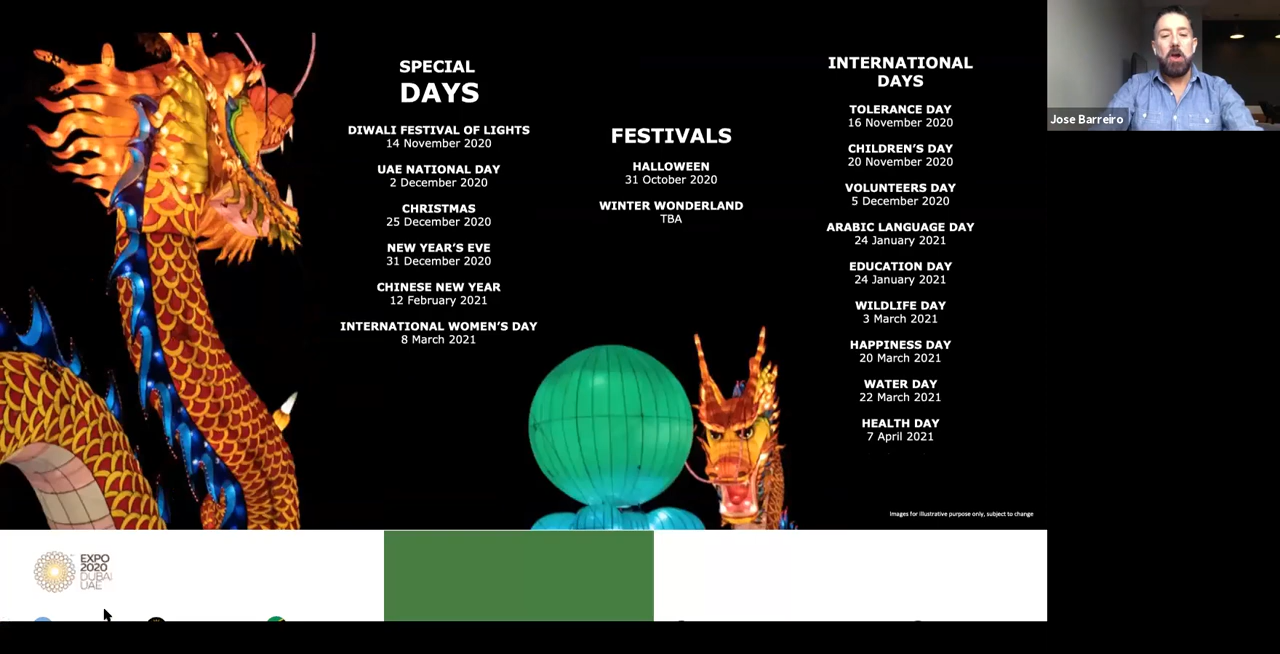 SPECIAL
DAYS
DIWALI FESTIVAL OF LIGHTS
14 November 2020
UAE NATIONAL DAY
2 December 2020
CHRISTMAS
25 December 2020
NEW YEAR'S EVE
31 December 2020
CHINESE NEW YEAR
12 February 2021
INTERNATIONAL WOMEN'S DAY
8 March 2021
FESTIVALS
HALLOWEEN
31 October 2020
WINTER WONDERLAND
TBA
INTERNATIONAL
DAYS
TOLERANCE DAY
16 November 2020
CHILDREN'S DAY
20 November 2020
VOLUNTEERS DAY
5 December 2020
ARABIC LANGUAGE DAY
24 January 2021
EDUCATION DAY
24 January 2021
WILDLIFE DAY
3 March 2021
HAPPINESS DAY
20 March 2021
WATER DAY
22 March 2021
HEALTH DAY
7 April 2021
Images for illustrative purpose only, subject to change
Jose Barreiro
EXPO
2020
DUBAI
UAE